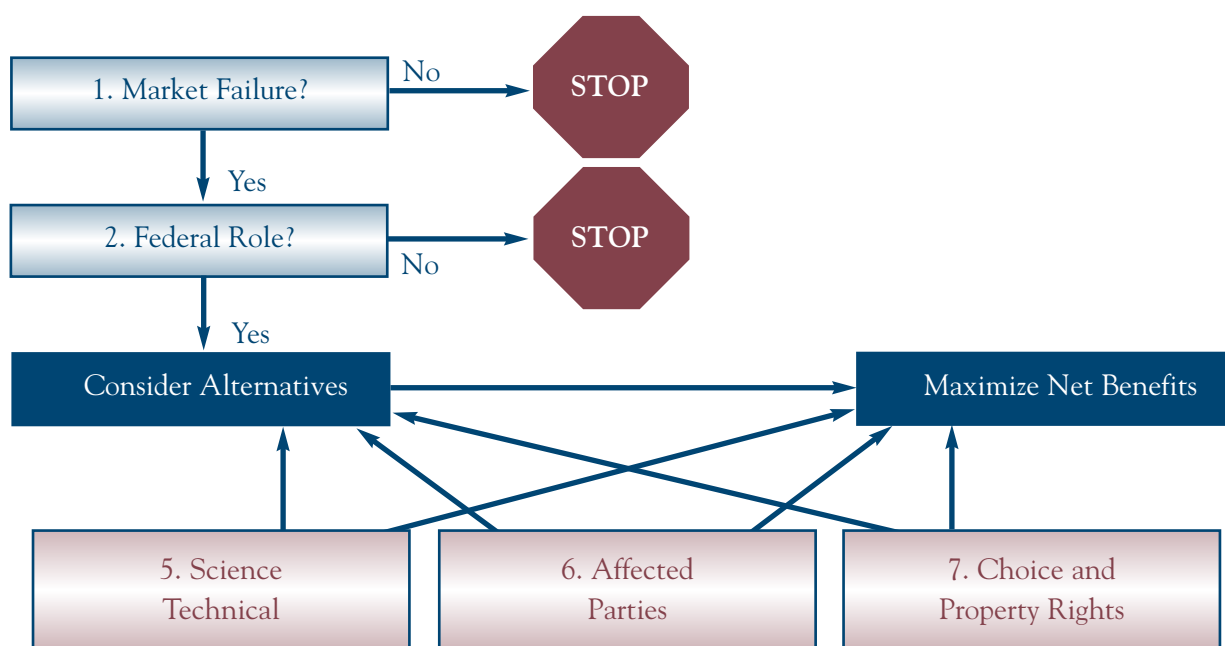 1. Market Failure?
No
STOP
Yes
2. Federal Role?
No
STOP
Yes
Consider Alternatives
Maximize Net Benefits
5. Science
Technical
6. Affected
Parties
7. Choice and
Property Rights